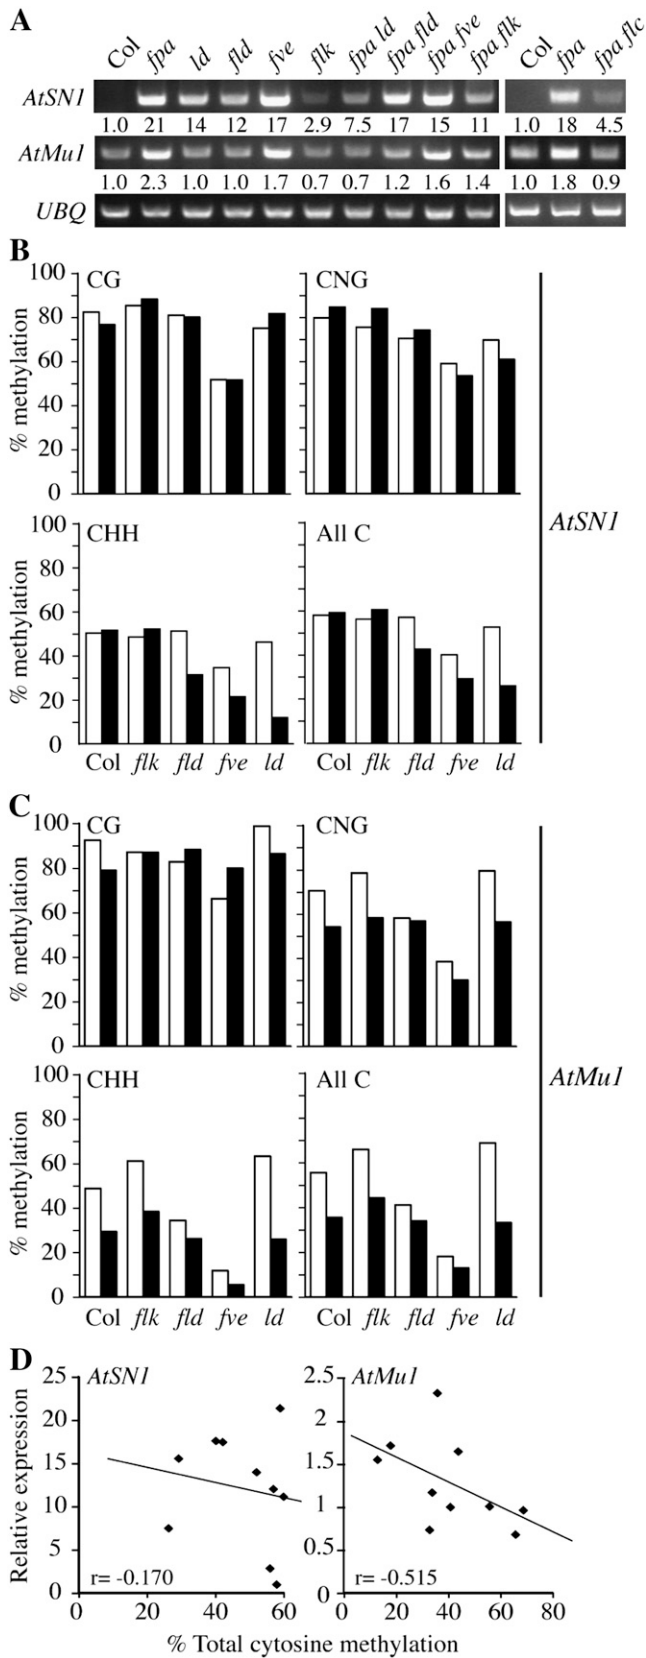 A
Col fpa ld fld fve flk fpa ld fpa fld fpa fve fpa flk Col fpa fpa flc
AtSN1
1.0 21 14 12 17 2.9 7.5 17 15 11 1.0 18 4.5
AtMu1
1.0 2.3 1.0 1.0 1.7 0.7 0.7 1.2 1.6 1.4 1.0 1.8 0.9
UBQ
B
% methylation
100
80
60
40
20
0
CG
CNG
% methylation
100
80
60
40
20
0
CHH
All C
Col flk fld fve ld
Col flk fld fve ld
AtSN1
C
% methylation
100
80
60
40
20
0
CG
CNG
% methylation
100
80
60
40
20
0
CHH
All C
Col flk fld fve ld
Col flk fld fve ld
AtMu1
D
Relative expression
25
20
15
10
5
0
AtSN1
r= -0.170
0 20 40 60
2.5
2
1.5
1
0.5
0
AtMu1
r= -0.515
0 20 40 60 80
% Total cytosine methylation